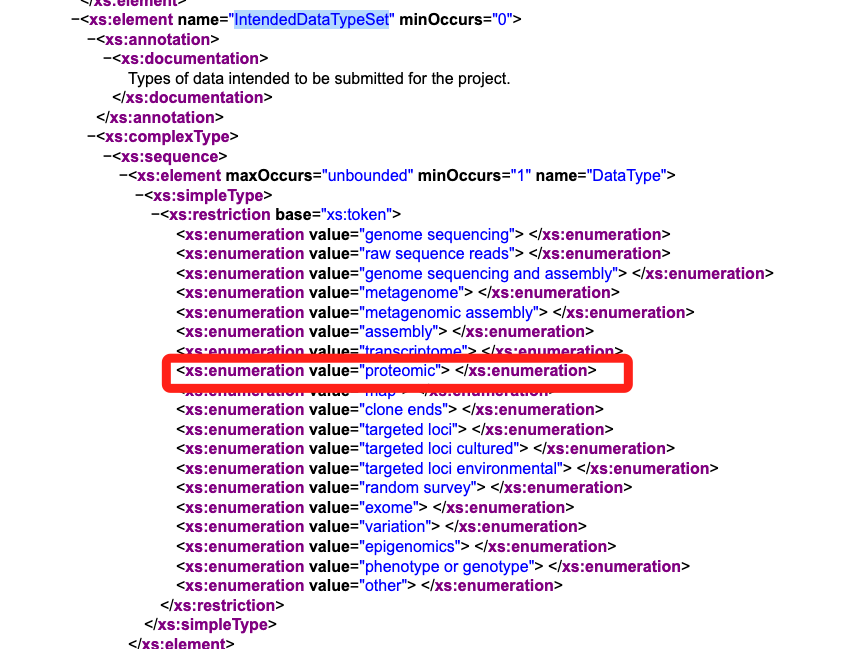 </xs:element>
−<xs:element name="IntendedDataTypeSet" minOccurs="0">
−<xs:annotation>
−<xs:documentation>
Types of data intended to be submitted for the project.
</xs:documentation>
</xs:annotation>
−<xs:complexType>
−<xs:sequence>
−<xs:element maxOccurs="unbounded" minOccurs="1" name="DataType">
−<xs:simpleType>
−<xs:restriction base="xs:token">
<xs:enumeration value="genome sequencing"> </xs:enumeration>
<xs:enumeration value="raw sequence reads"> </xs:enumeration>
<xs:enumeration value="genome sequencing and assembly"> </xs:enumeration>
<xs:enumeration value="metagenome"> </xs:enumeration>
<xs:enumeration value="metagenomic assembly"> </xs:enumeration>
<xs:enumeration value="assembly"> </xs:enumeration>
<xs:enumeration value="transcriptome"> </xs:enumeration>
<xs:enumeration value="proteomic"> </xs:enumeration>
<xs:enumeration value="map"> </xs:enumeration>
<xs:enumeration value="clone ends"> </xs:enumeration>
<xs:enumeration value="targeted loci"> </xs:enumeration>
<xs:enumeration value="targeted loci cultured"> </xs:enumeration>
<xs:enumeration value="targeted loci environmental"> </xs:enumeration>
<xs:enumeration value="random survey"> </xs:enumeration>
<xs:enumeration value="exome"> </xs:enumeration>
<xs:enumeration value="variation"> </xs:enumeration>
<xs:enumeration value="epigenomics"> </xs:enumeration>
<xs:enumeration value="phenotype or genotype"> </xs:enumeration>
<xs:enumeration value="other"> </xs:enumeration>
</xs:restriction>
</xs:simpleType>
</xs:element>